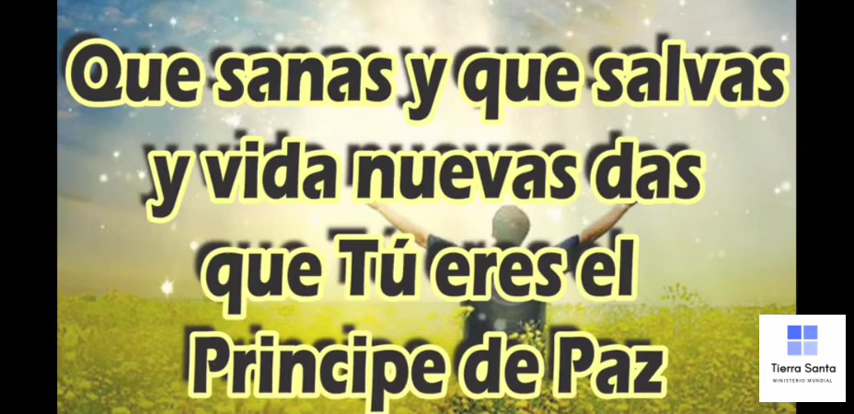 Que sanas y que salvas
y vida nuevas das
que Tú eres el
Principe de Paz
Tierra Santa
MINISTERIO MUNDIAL